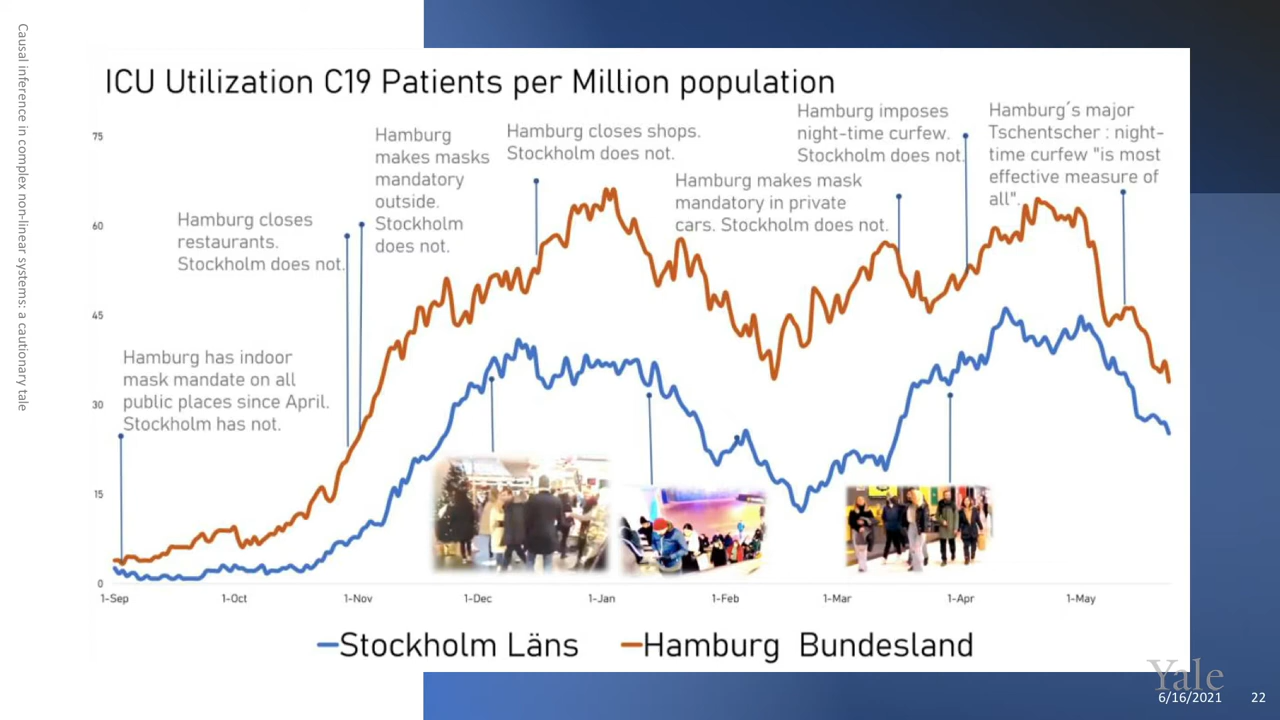 Causal inference in complex non-linear systems: a cautionary tale
ICU Utilization C19 Patients per Million population
Hamburg imposes
night-time curfew.
Stockholm does not.
Hamburg´s major
Tschentscher : night-
time curfew "is most
effective measure of
all".
Hamburg
makes masks
mandatory
outside.
Stockholm
does not.
Hamburg closes shops.
Stockholm does not.
Hamburg makes mask
mandatory in private
cars. Stockholm does not.
Hamburg closes
restaurants.
Stockholm does not.
Hamburg has indoor
mask mandate on all
public places since April.
Stockholm has not.
75
60
45
30
15
0
1-Sep 1-Oct 1-Nov 1-Dec 1-Jan 1-Feb 1-Mar 1-Apr 1-May
Stockholm Läns Hamburg Bundesland
Yale
6/16/2021 22